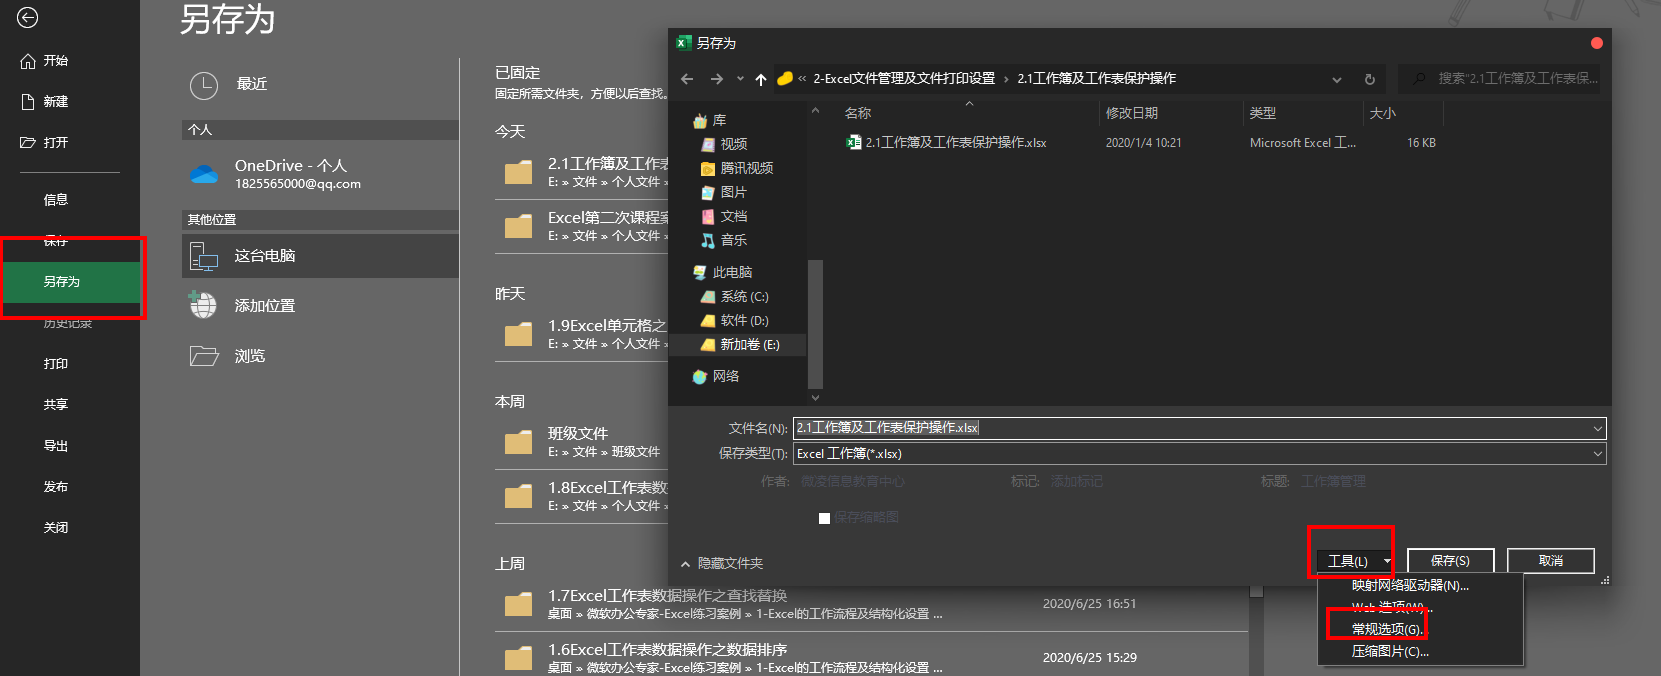 另存为
开始
新建
打开
信息
保存
另存为
历史记录
打印
共享
导出
发布
关闭
最近
个人
OneDrive - 个人
1825565000@qq.com
其他位置
这台电脑
添加位置
浏览
已固定
固定所需文件夹，方便以后查找。
今天
2.1工作簿及工作表
E: » 文件 » 个人文件 »
Excel第二次课程案
E: » 文件 » 个人文件 »
昨天
1.9Excel单元格之
E: » 文件 » 个人文件 »
本周
班级文件
E: » 文件 » 班级文件
1.8Excel工作表数
E: » 文件 » 个人文件 »
上周
1.7Excel工作表数据操作之查找替换
桌面 » 微软办公专家-Excel练习案例 » 1-Excel的工作流程及结构化设置 ...
2020/6/25 16:51
1.6Excel工作表数据操作之数据排序
桌面 » 微软办公专家-Excel练习案例 » 1-Excel的工作流程及结构化设置 ...
2020/6/25 15:29
另存为
« 2-Excel文件管理及文件打印设置 › 2.1工作簿及工作表保护操作
搜索"2.1工作簿及工作表保...
库
视频
腾讯视频
图片
文档
音乐
此电脑
系统 (C:)
软件 (D:)
新加卷 (E:)
网络
名称 修改日期 类型 大小
2.1工作簿及工作表保护操作.xlsx 2020/1/4 10:21 Microsoft Excel 工... 16 KB
文件名(N): 2.1工作簿及工作表保护操作.xlsx
保存类型(T): Excel 工作簿(*.xlsx)
作者: 微凌信息教育中心 标记: 添加标记 标题: 工作簿管理
保存缩略图
隐藏文件夹
工具(L) 保存(S) 取消
映射网络驱动器(N)...
Web 选项(W)...
常规选项(G)...
压缩图片(C)...